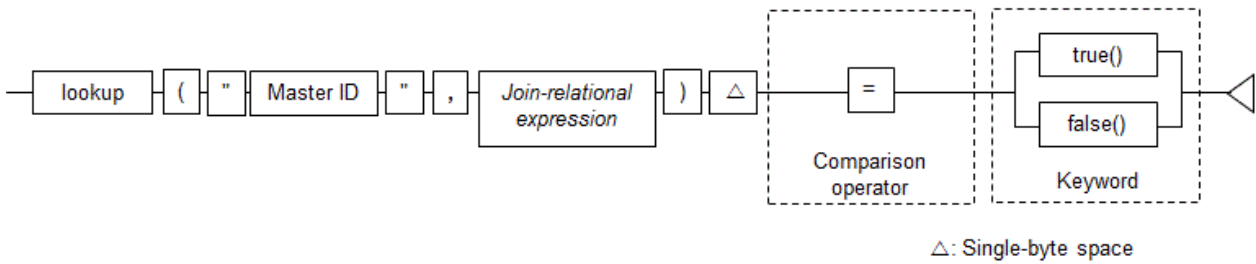 lookup ( " Master ID " , Join-relational expression ) △ = true()
false()
Comparison operator
Keyword
△: Single-byte space